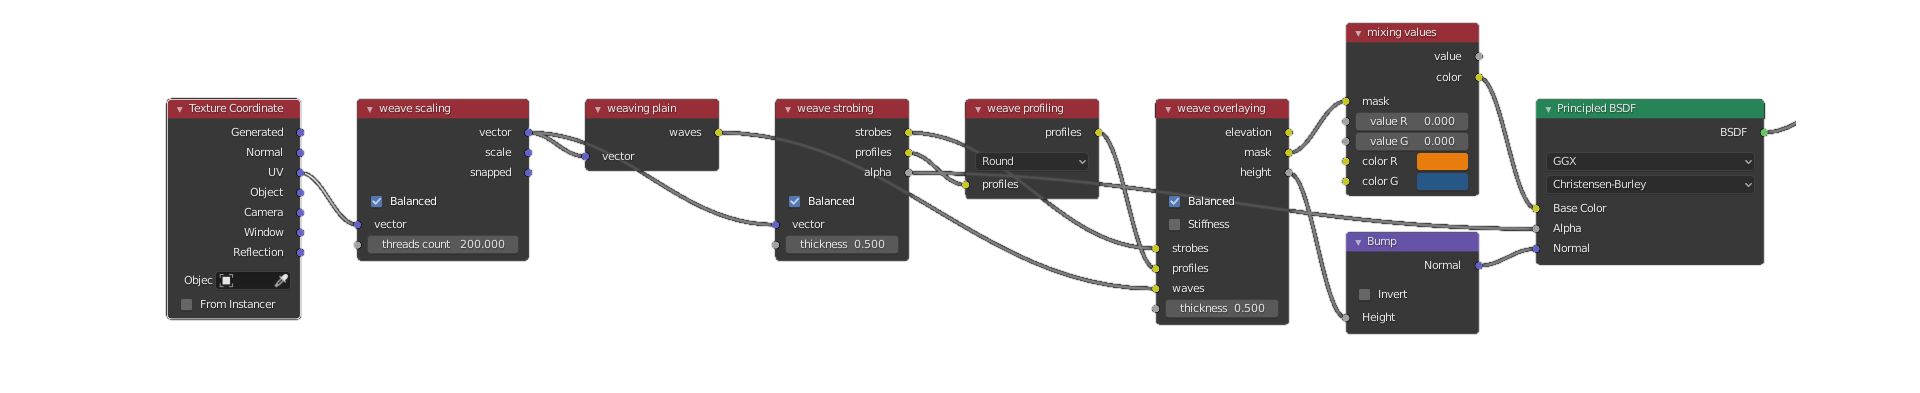 Texture Coordinate
Generated
Normal
UV
Object
Camera
Window
Reflection
Objec
From Instancer
weave scaling
vector
scale
snapped
Balanced
vector
threads count 200.000
weaving plain
waves
vector
weave strobing
strobes
profiles
alpha
Balanced
vector
thickness 0.500
weave profiling
profiles
Round
profiles
weave overlaying
elevation
mask
height
Balanced
Stiffness
strobes
profiles
waves
thickness 0.500
mixing values
value
color
mask
value R 0.000
value G 0.000
color R
color G
Bump
Normal
Invert
Height
Principled BSDF
BSDF
GGX
Christensen-Burley
Base Color
Alpha
Normal